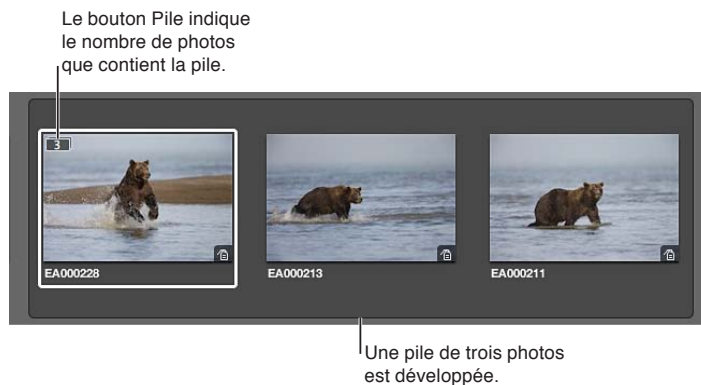 Le bouton Pile indique
le nombre de photos
que contient la pile.
3
EA000228
EA000213
EA000211
Une pile de trois photos
est développée.